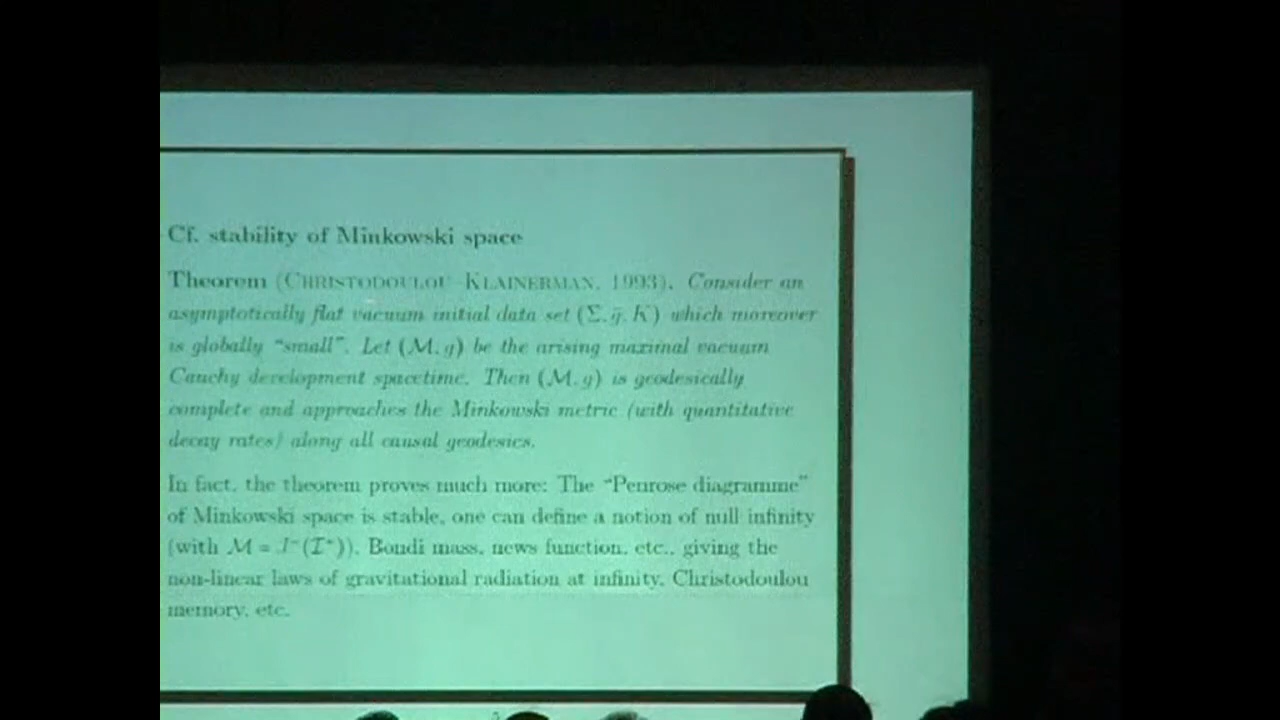 Cf. stability of Minkowski space
Theorem (Christodoulou–Klainerman, 1993). Consider an
asymptotically flat vacuum initial data set (Σ, ḡ, K) which moreover
is globally “small”. Let (ℳ, g) be the arising maximal vacuum
Cauchy development spacetime. Then (ℳ, g) is geodesically
complete and approaches the Minkowski metric (with quantitative
decay rates) along all causal geodesics.
In fact, the theorem proves much more: The “Penrose diagramme”
of Minkowski space is stable, one can define a notion of null infinity
(with ℳ = J⁻(ℐ⁺)), Bondi mass, news function, etc., giving the
non-linear laws of gravitational radiation at infinity, Christodoulou
memory, etc.